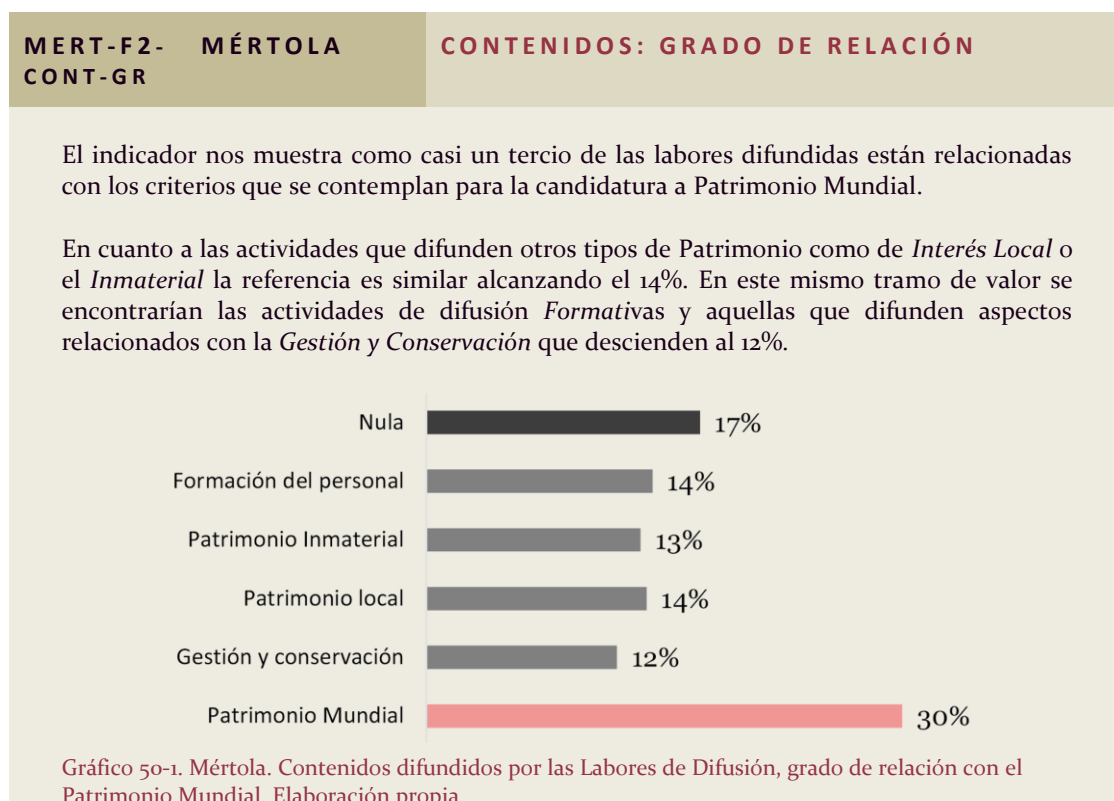 MERT-F2- MÉRTOLA
CONT-GR
CONTENIDOS: GRADO DE RELACIÓN
El indicador nos muestra como casi un tercio de las labores difundidas están relacionadas
con los criterios que se contemplan para la candidatura a Patrimonio Mundial.
En cuanto a las actividades que difunden otros tipos de Patrimonio como de Interés Local o
el Inmaterial la referencia es similar alcanzando el 14%. En este mismo tramo de valor se
encontrarían las actividades de difusión Formativas y aquellas que difunden aspectos
relacionados con la Gestión y Conservación que descienden al 12%.
Nula 17%
Formación del personal 14%
Patrimonio Inmaterial 13%
Patrimonio local 14%
Gestión y conservación 12%
Patrimonio Mundial 30%
Gráfico 50-1. Mértola. Contenidos difundidos por las Labores de Difusión, grado de relación con el
Patrimonio Mundial. Elaboración propia